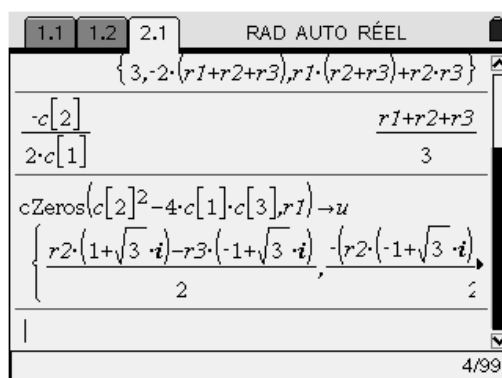 1.1 1.2 2.1 RAD AUTO RÉEL
{3,-2·(r1+r2+r3),r1·(r2+r3)+r2·r3}
-c[2]/(2·c[1]) (r1+r2+r3)/3
cZeros(c[2]²-4·c[1]·c[3],r1)→u
{(r2·(1+√3·i)-r3·(-1+√3·i))/2,-(r2·(-1+√3·i)/2
4/99